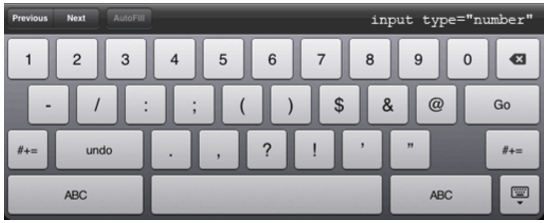 Previous Next AutoFill input type="number"
1 2 3 4 5 6 7 8 9 0
- / : ; ( ) $ & @ Go
#+= undo . , ? ! ' " #+=
ABC ABC